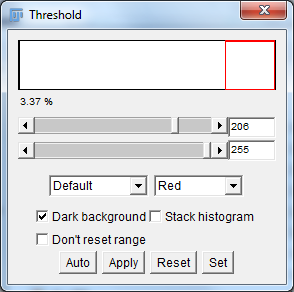 Threshold
3.37 %
206
255
Default Red
Dark background Stack histogram
Don't reset range
Auto Apply Reset Set